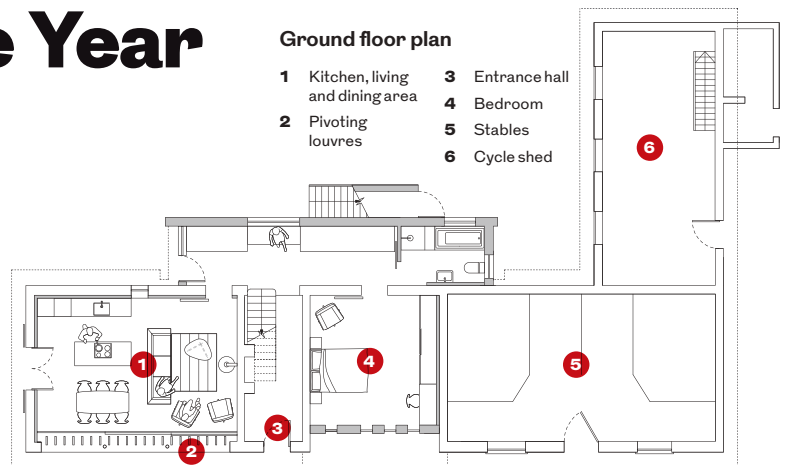 e Year
Ground floor plan
1 Kitchen, living
and dining area
2 Pivoting
louvres
3 Entrance hall
4 Bedroom
5 Stables
6 Cycle shed
6
1
4
5
3
2